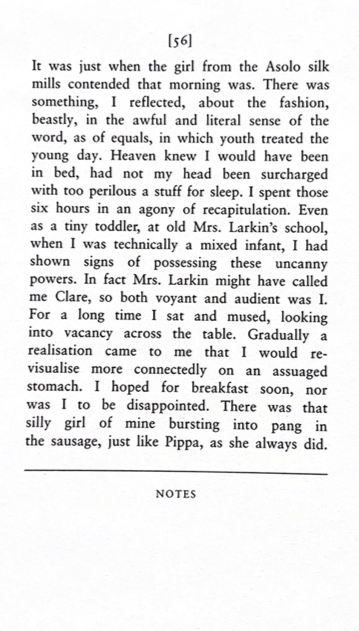 [56]
It was just when the girl from the Asolo silk
mills contended that morning was. There was
something, I reflected, about the fashion,
beastly, in the awful and literal sense of the
word, as of equals, in which youth treated the
young day. Heaven knew I would have been
in bed, had not my head been surcharged
with too perilous a stuff for sleep. I spent those
six hours in an agony of recapitulation. Even
as a tiny toddler, at old Mrs. Larkin's school,
when I was technically a mixed infant, I had
shown signs of possessing these uncanny
powers. In fact Mrs. Larkin might have called
me Clare, so both voyant and audient was I.
For a long time I sat and mused, looking
into vacancy across the table. Gradually a
realisation came to me that I would re-
visualise more connectedly on an assuaged
stomach. I hoped for breakfast soon, nor
was I to be disappointed. There was that
silly girl of mine bursting into pang in
the sausage, just like Pippa, as she always did.
NOTES